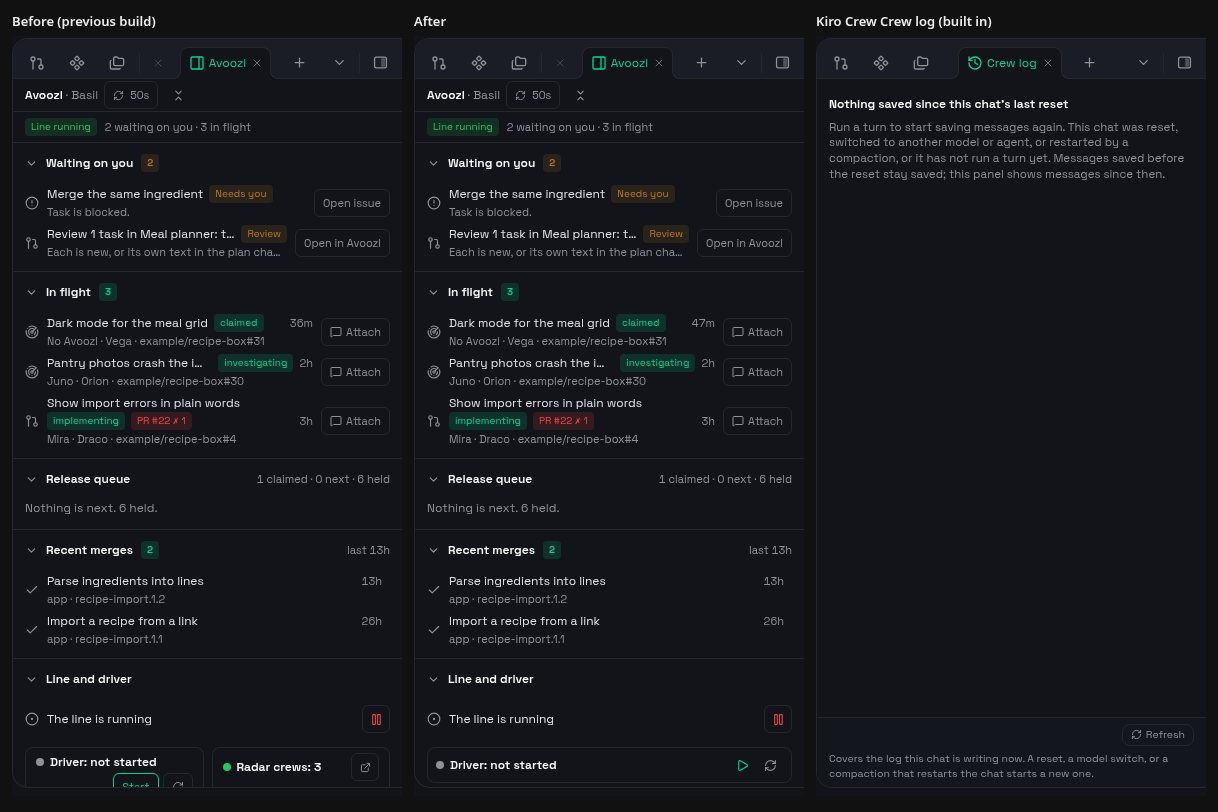 Before (previous build)
Avoozl
Avoozl · Basil
50s
Line running
2 waiting on you · 3 in flight
Waiting on you
2
Merge the same ingredient
Needs you
Task is blocked.
Open issue
Review 1 task in Meal planner: t...
Review
Each is new, or its own text in the plan cha...
Open in Avoozl
In flight
3
Dark mode for the meal grid
claimed
36m
No Avoozl · Vega · example/recipe-box#31
Attach
Pantry photos crash the i...
investigating
2h
Juno · Orion · example/recipe-box#30
Attach
Show import errors in plain words
implementing
PR #22 ✗ 1
3h
Mira · Draco · example/recipe-box#4
Attach
Release queue
1 claimed · 0 next · 6 held
Nothing is next. 6 held.
Recent merges
2
last 13h
Parse ingredients into lines
13h
app · recipe-import.1.2
Import a recipe from a link
26h
app · recipe-import.1.1
Line and driver
The line is running
Driver: not started
Start
Radar crews: 3
After
Avoozl
Avoozl · Basil
50s
Line running
2 waiting on you · 3 in flight
Waiting on you
2
Merge the same ingredient
Needs you
Task is blocked.
Open issue
Review 1 task in Meal planner: t...
Review
Each is new, or its own text in the plan cha...
Open in Avoozl
In flight
3
Dark mode for the meal grid
claimed
47m
No Avoozl · Vega · example/recipe-box#31
Attach
Pantry photos crash the i...
investigating
2h
Juno · Orion · example/recipe-box#30
Attach
Show import errors in plain words
implementing
PR #22 ✗ 1
3h
Mira · Draco · example/recipe-box#4
Attach
Release queue
1 claimed · 0 next · 6 held
Nothing is next. 6 held.
Recent merges
2
last 13h
Parse ingredients into lines
13h
app · recipe-import.1.2
Import a recipe from a link
26h
app · recipe-import.1.1
Line and driver
The line is running
Driver: not started
Kiro Crew Crew log (built in)
Crew log
Nothing saved since this chat's last reset
Run a turn to start saving messages again. This chat was reset,
switched to another model or agent, or restarted by a
compaction, or it has not run a turn yet. Messages saved before
the reset stay saved; this panel shows messages since then.
Refresh
Covers the log this chat is writing now. A reset, a model switch, or a
compaction that restarts the chat starts a new one.